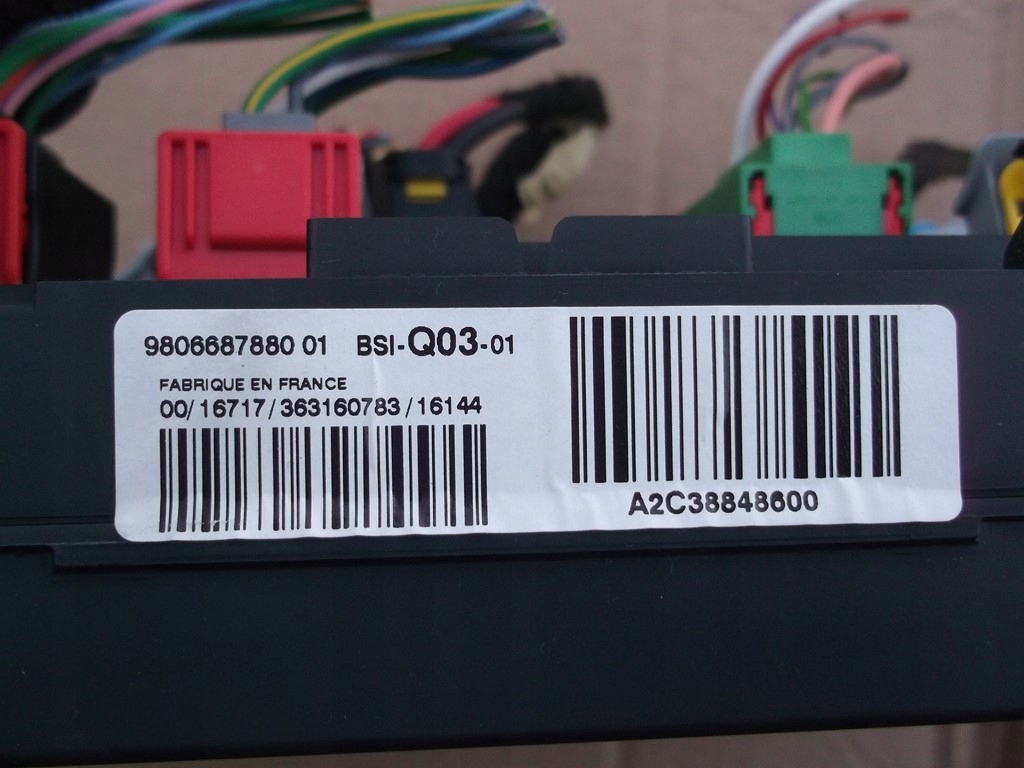 9806687880 01 BSI-Q03-01
FABRIQUE EN FRANCE
00/16717/363160783/16144
A2C38848600